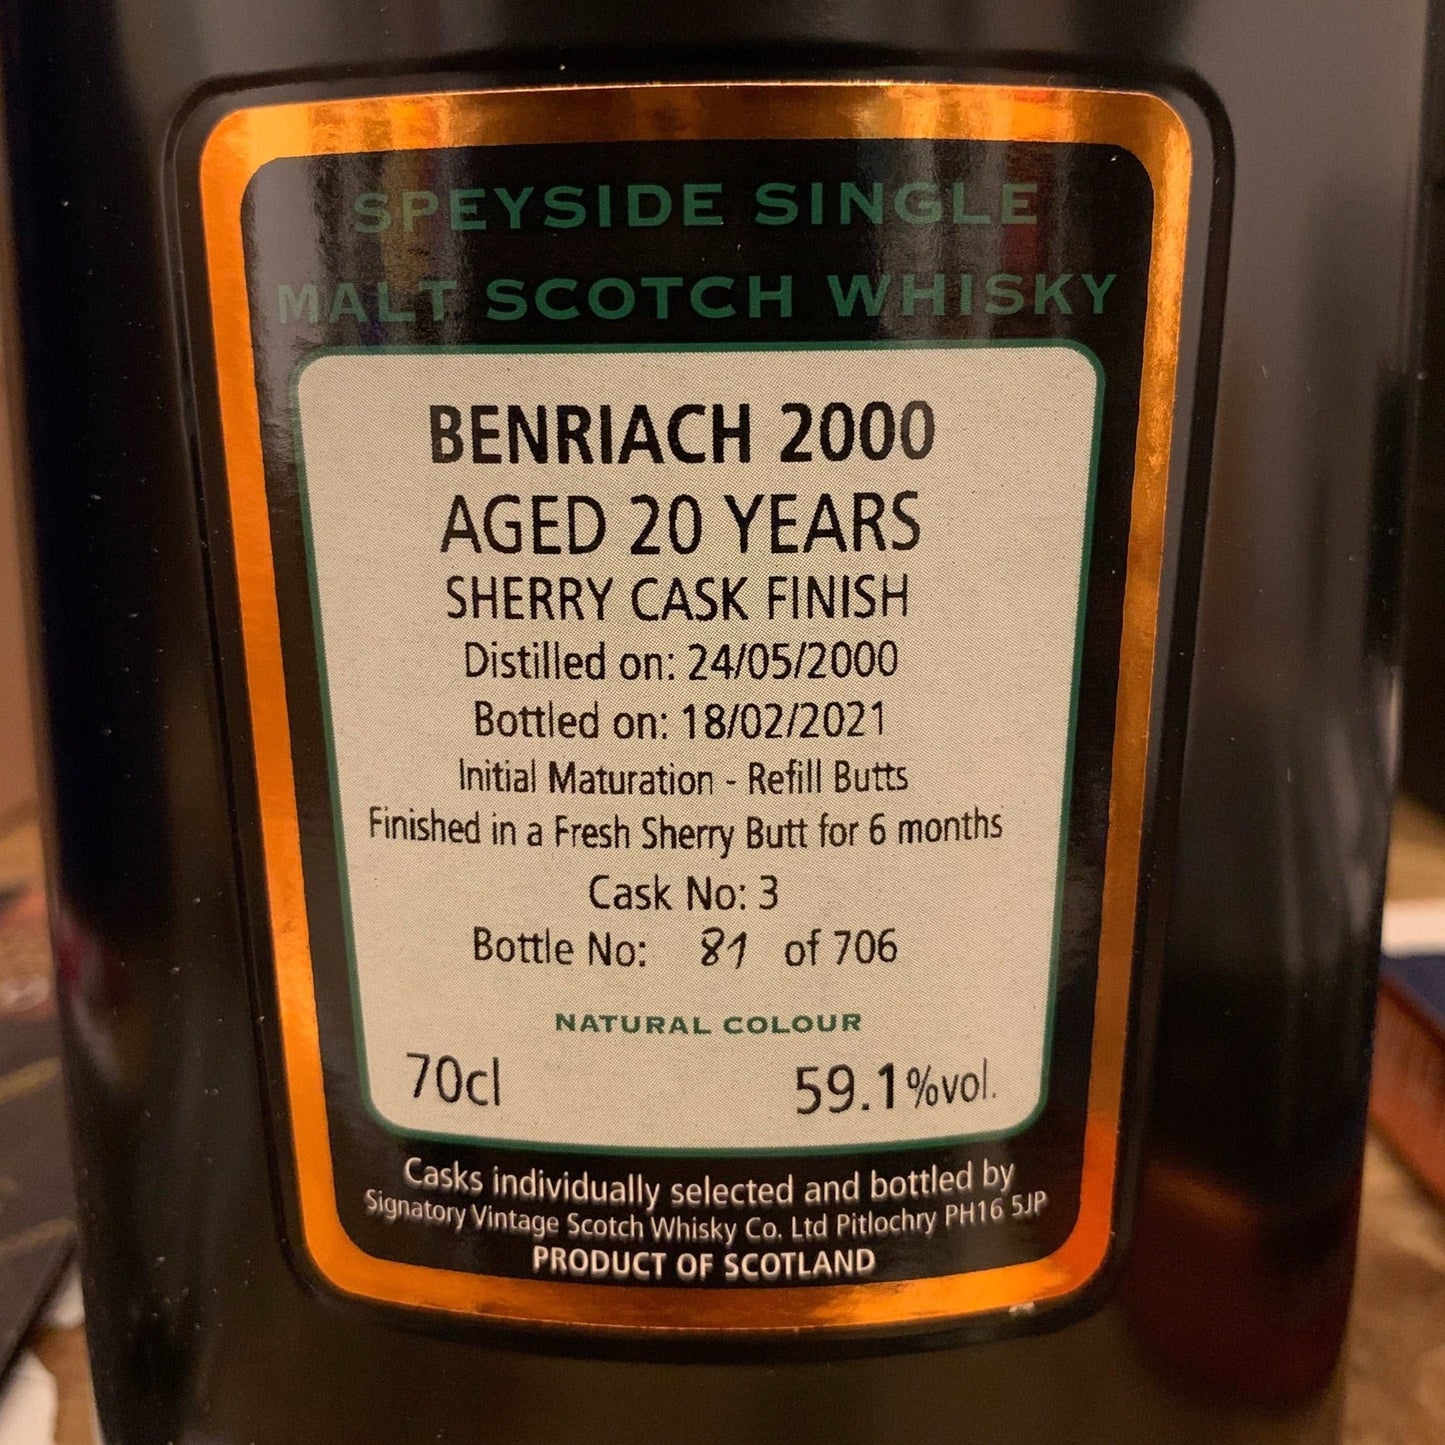 SPEYSIDE SINGLE
MALT SCOTCH WHISKY
BENRIACH 2000
AGED 20 YEARS
SHERRY CASK FINISH
Distilled on: 24/05/2000
Bottled on: 18/02/2021
Initial Maturation - Refill Butts
Finished in a Fresh Sherry Butt for 6 months
Cask No: 3
Bottle No: 81 of 706
NATURAL COLOUR
70cl 59.1%vol.
Casks individually selected and bottled by
Signatory Vintage Scotch Whisky Co. Ltd Pitlochry PH16 5JP
PRODUCT OF SCOTLAND